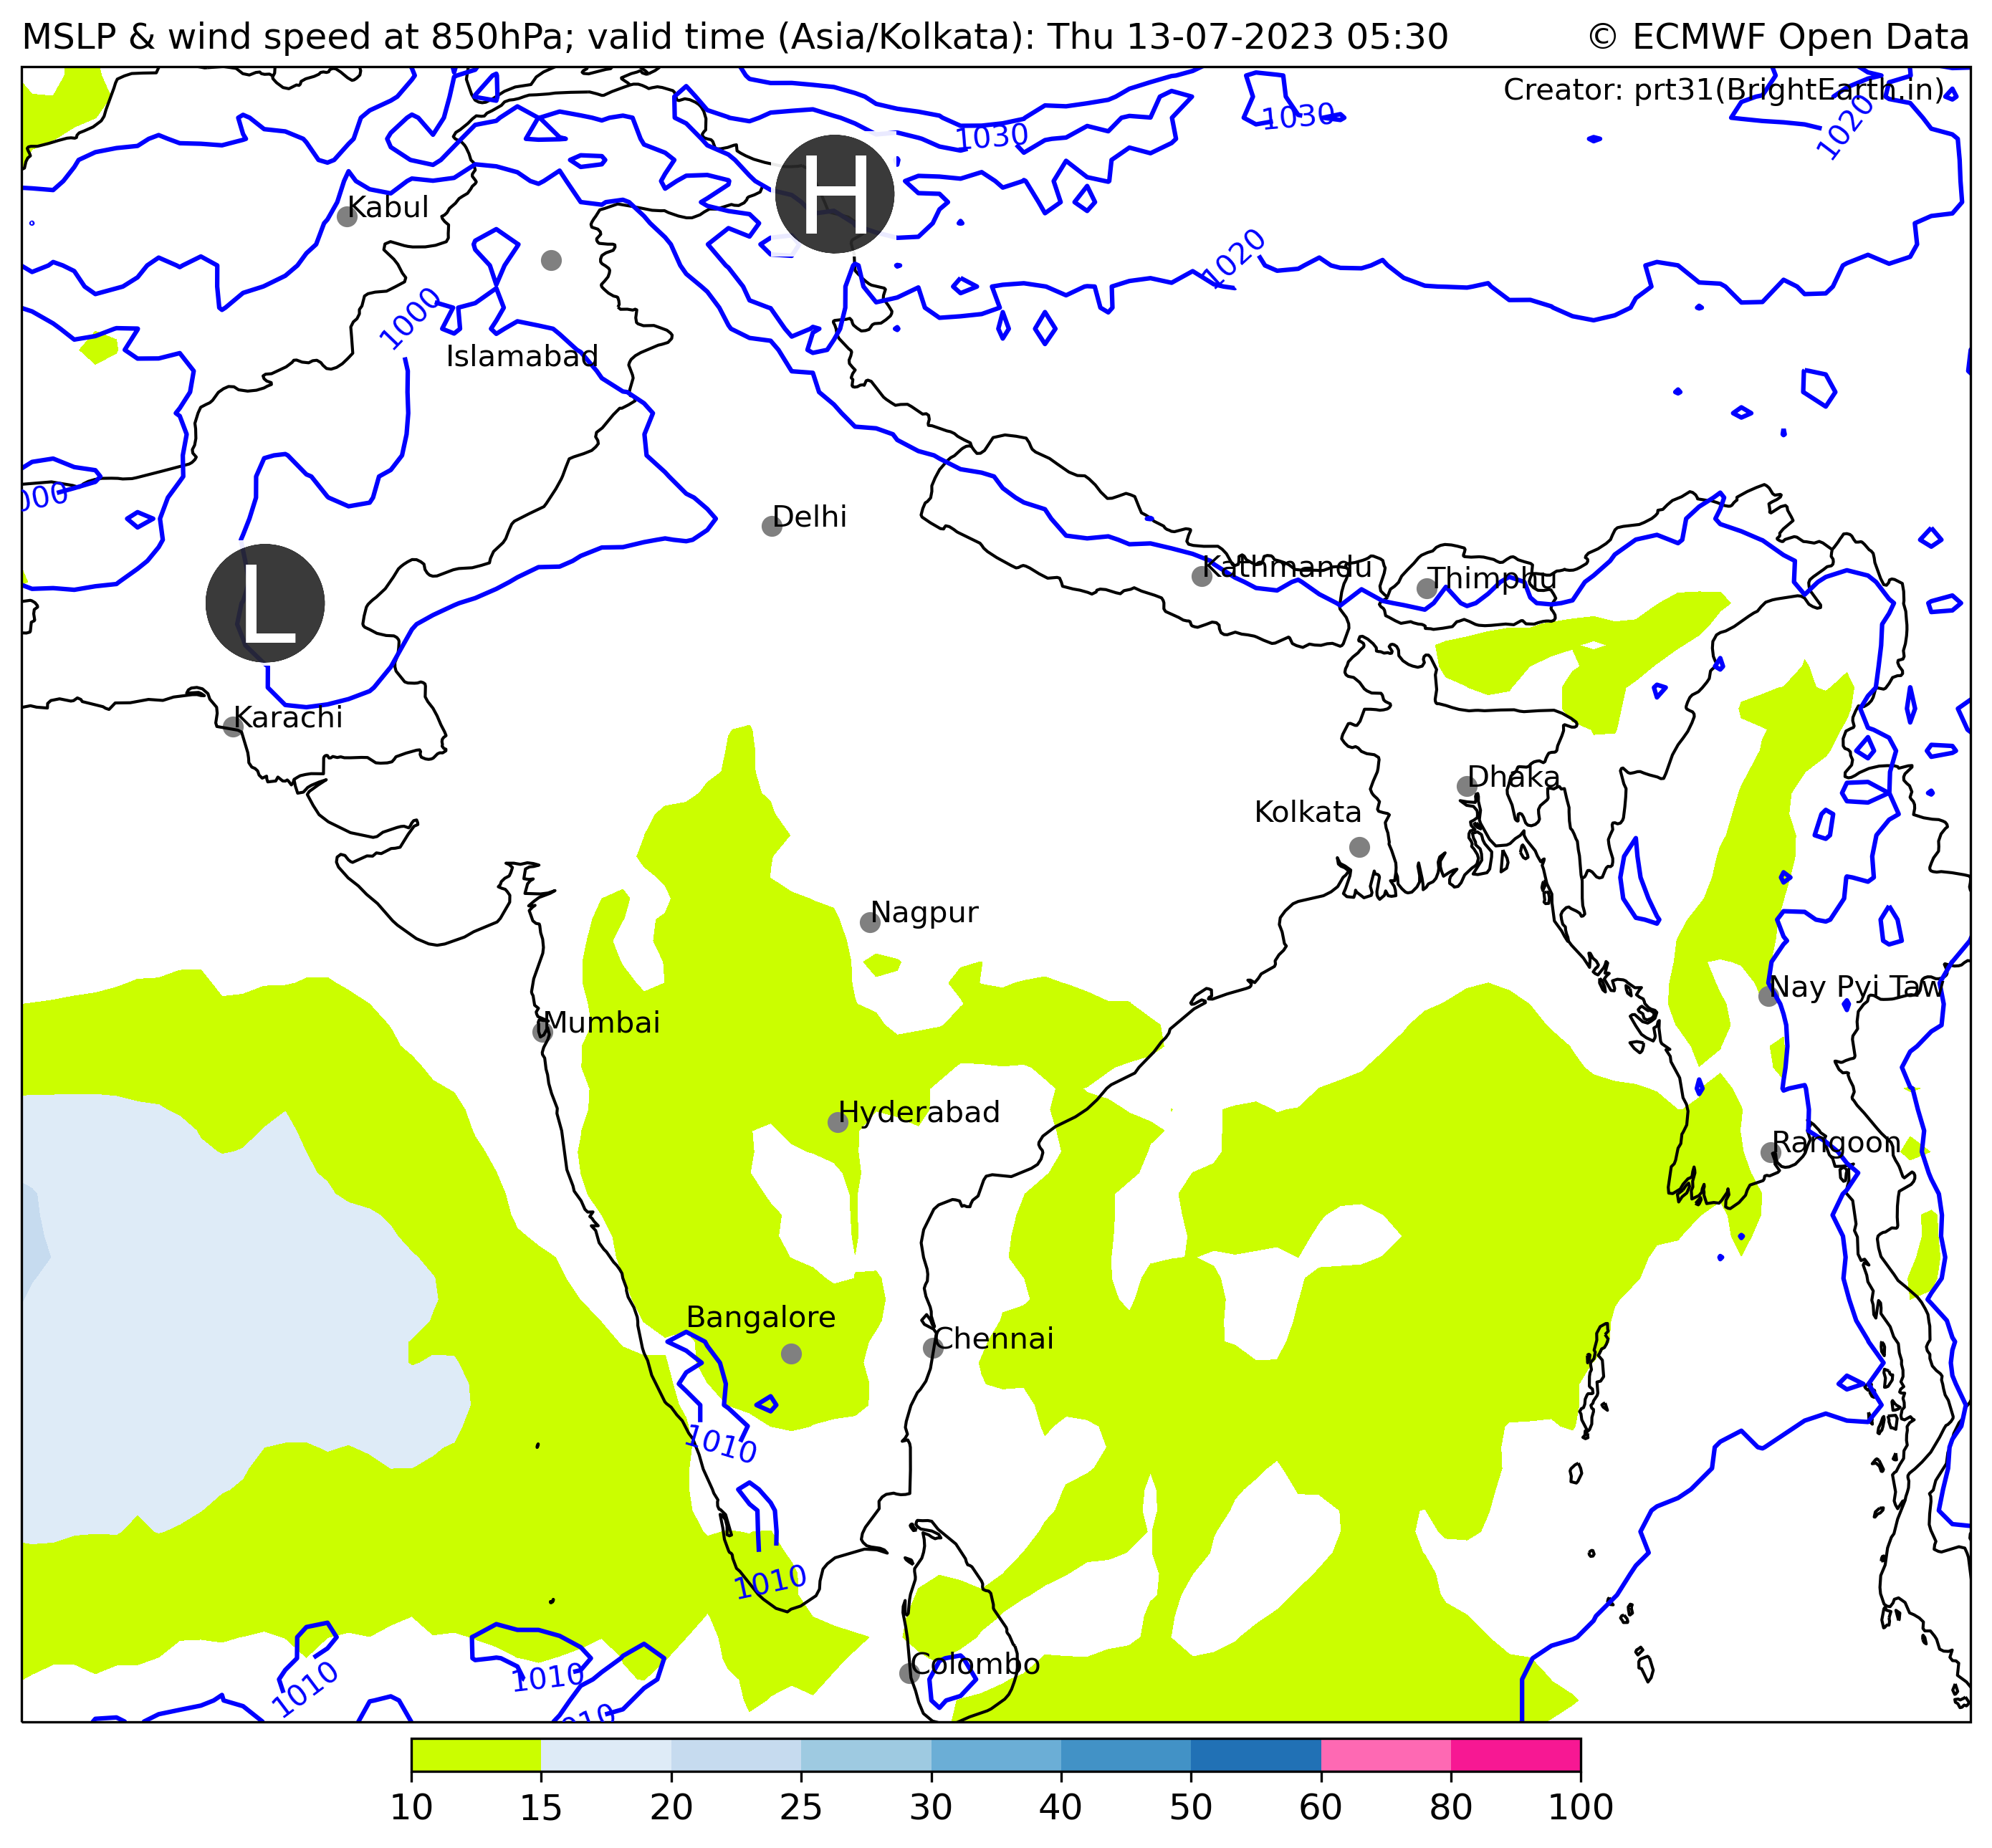 MSLP & wind speed at 850hPa; valid time (Asia/Kolkata): Thu 13-07-2023 05:30
© ECMWF Open Data
Creator: prt31(BrightEarth.in)
1030
1030
1020
H
Kabul
1020
1000
Islamabad
000
Delhi
Kathmandu
Thimphu
L
Karachi
Dhaka
Kolkata
Nagpur
Nay Pyi Taw
Mumbai
Hyderabad
Rangoon
Bangalore
Chennai
1010
1010
Colombo
1010
1010
010
10 15 20 25 30 40 50 60 80 100